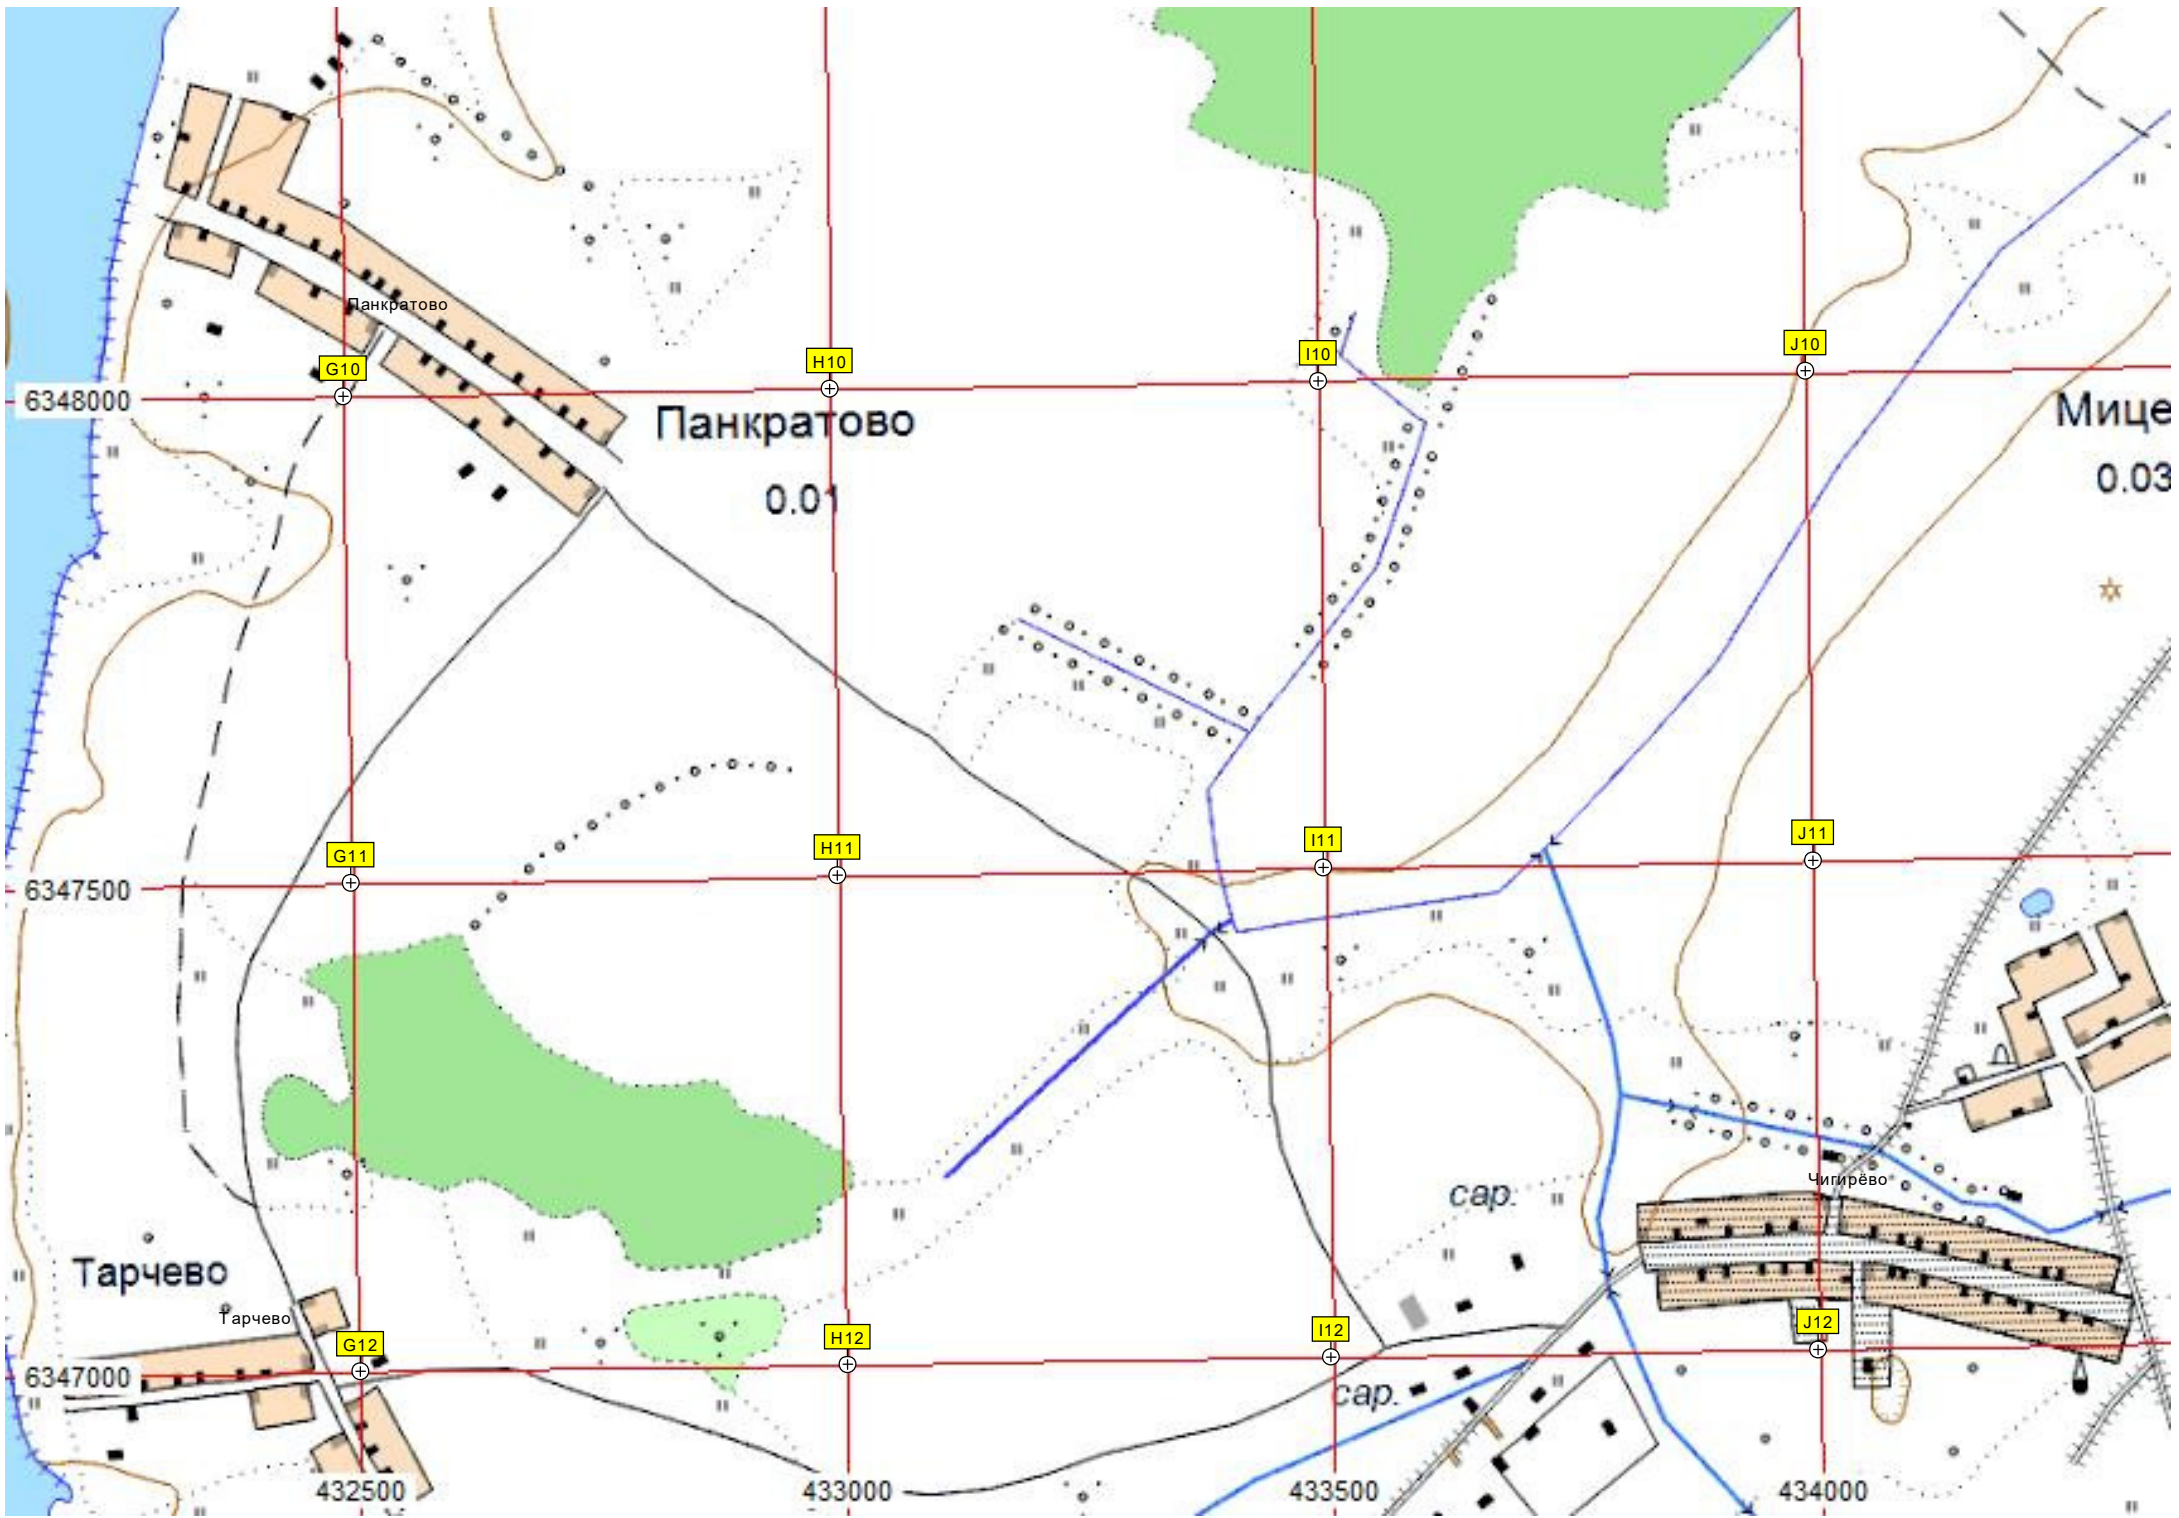 Панкратово
J10
I10
H10
G10
6348000
Панкратово
Мице
0.01
0.03
J11
I11
H11
G11
6347500
Чигирёво
сар.
Тарчево
Тарчево
J12
I12
H12
G12
6347000
сар.
432500
433000
433500
434000